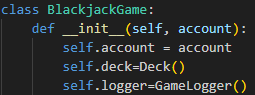 class BlackjackGame:
    def __init__(self, account):
        self.account = account
        self.deck=Deck()
        self.logger=GameLogger()